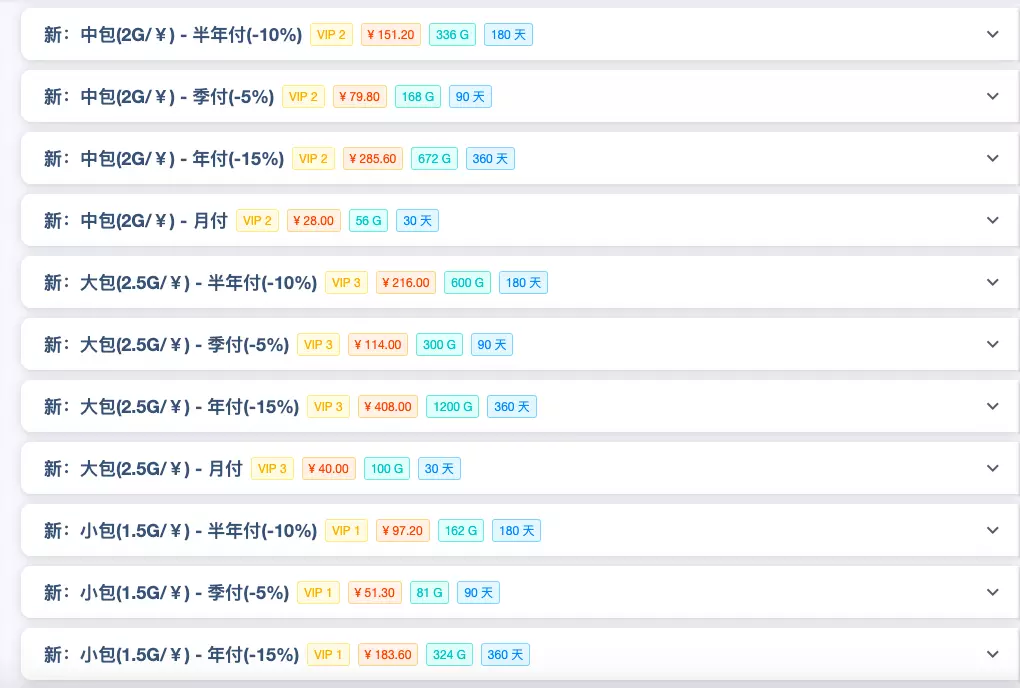 新：中包(2G/￥) - 半年付(-10%) VIP 2 ¥ 151.20 336 G 180 天
新：中包(2G/￥) - 季付(-5%) VIP 2 ¥ 79.80 168 G 90 天
新：中包(2G/￥) - 年付(-15%) VIP 2 ¥ 285.60 672 G 360 天
新：中包(2G/￥) - 月付 VIP 2 ¥ 28.00 56 G 30 天
新：大包(2.5G/￥) - 半年付(-10%) VIP 3 ¥ 216.00 600 G 180 天
新：大包(2.5G/￥) - 季付(-5%) VIP 3 ¥ 114.00 300 G 90 天
新：大包(2.5G/￥) - 年付(-15%) VIP 3 ¥ 408.00 1200 G 360 天
新：大包(2.5G/￥) - 月付 VIP 3 ¥ 40.00 100 G 30 天
新：小包(1.5G/￥) - 半年付(-10%) VIP 1 ¥ 97.20 162 G 180 天
新：小包(1.5G/￥) - 季付(-5%) VIP 1 ¥ 51.30 81 G 90 天
新：小包(1.5G/￥) - 年付(-15%) VIP 1 ¥ 183.60 324 G 360 天